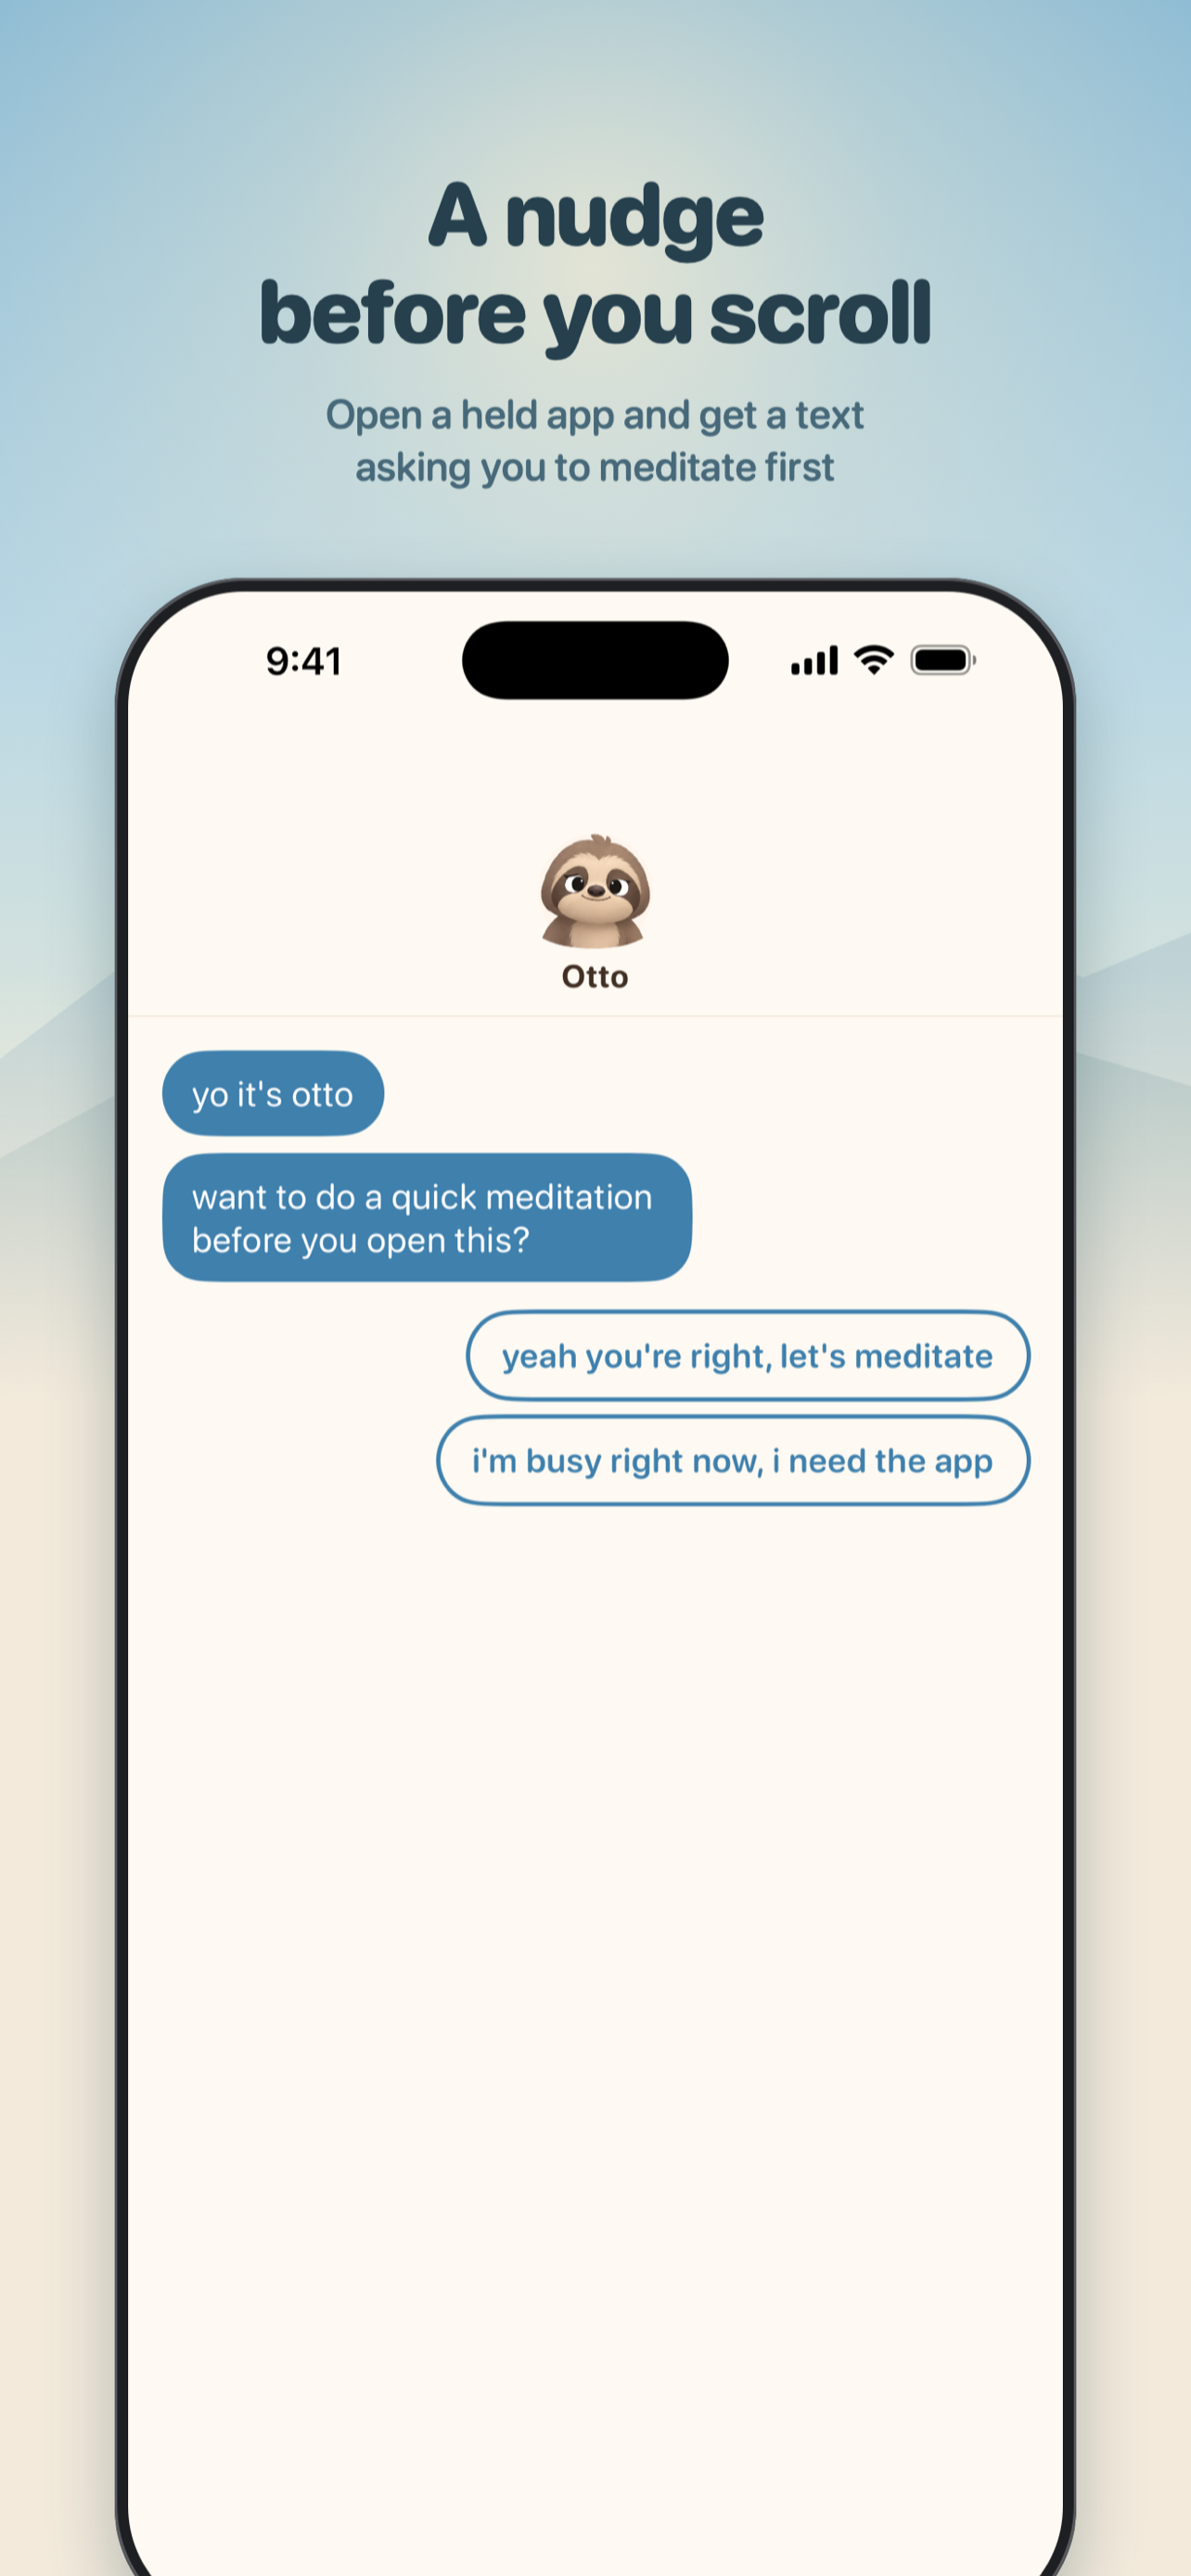 A nudge
before you scroll
Open a held app and get a text
asking you to meditate first
9:41
Otto
yo it's otto
want to do a quick meditation
before you open this?
yeah you're right, let's meditate
i'm busy right now, i need the app